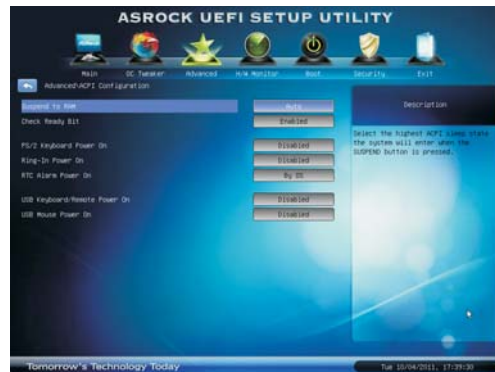 ASROCK UEFI SETUP UTILITY
Main OC Tweaker Advanced H/W Monitor Boot Security Exit
Advanced\ACPI Configuration
Description
Suspend to RAM Auto
Check Ready Bit Enabled
Select the highest ACPI sleep state
the system will enter when the
SUSPEND button is pressed.
PS/2 Keyboard Power On Disabled
Ring-In Power On Disabled
RTC Alarm Power On By OS
USB Keyboard/Remote Power On Disabled
USB Mouse Power On Disabled
Tomorrow's Technology Today
Tue 10/04/2011, 17:39:30